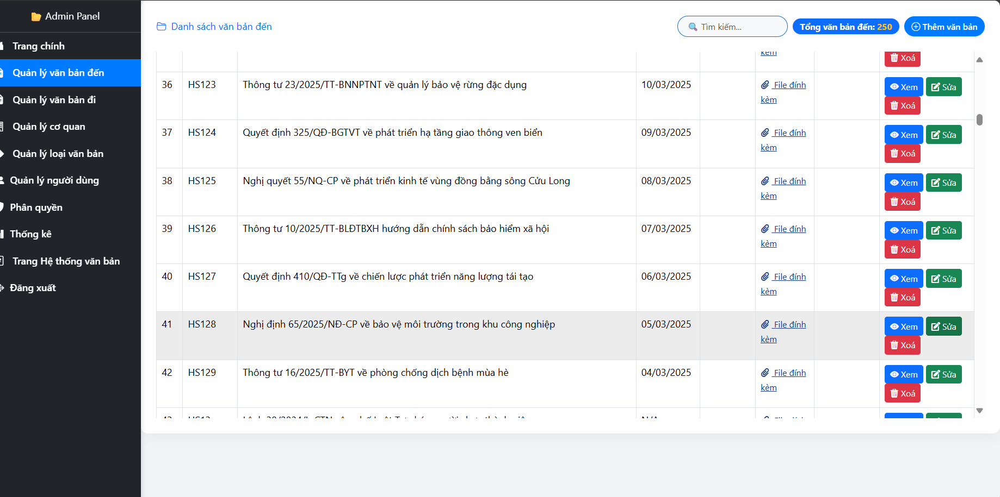 Admin Panel
Trang chính
Quản lý văn bản đến
Quản lý văn bản đi
Quản lý cơ quan
Quản lý loại văn bản
Quản lý người dùng
Phân quyền
Thống kê
Trang Hệ thống văn bản
Đăng xuất
Danh sách văn bản đến
Tìm kiếm...
Tổng văn bản đến: 250
Thêm văn bản
kèm
Xoá
36 HS123 Thông tư 23/2025/TT-BNNPTNT về quản lý bảo vệ rừng đặc dụng 10/03/2025 File đính Xem Sửa
kèm Xoá
37 HS124 Quyết định 325/QĐ-BGTVT về phát triển hạ tầng giao thông ven biển 09/03/2025 File đính Xem Sửa
kèm Xoá
38 HS125 Nghị quyết 55/NQ-CP về phát triển kinh tế vùng đồng bằng sông Cửu Long 08/03/2025 File đính Xem Sửa
kèm Xoá
39 HS126 Thông tư 10/2025/TT-BLĐTBXH hướng dẫn chính sách bảo hiểm xã hội 07/03/2025 File đính Xem Sửa
kèm Xoá
40 HS127 Quyết định 410/QĐ-TTg về chiến lược phát triển năng lượng tái tạo 06/03/2025 File đính Xem Sửa
kèm Xoá
41 HS128 Nghị định 65/2025/NĐ-CP về bảo vệ môi trường trong khu công nghiệp 05/03/2025 File đính Xem Sửa
kèm Xoá
42 HS129 Thông tư 16/2025/TT-BYT về phòng chống dịch bệnh mùa hè 04/03/2025 File đính Xem Sửa
kèm Xoá